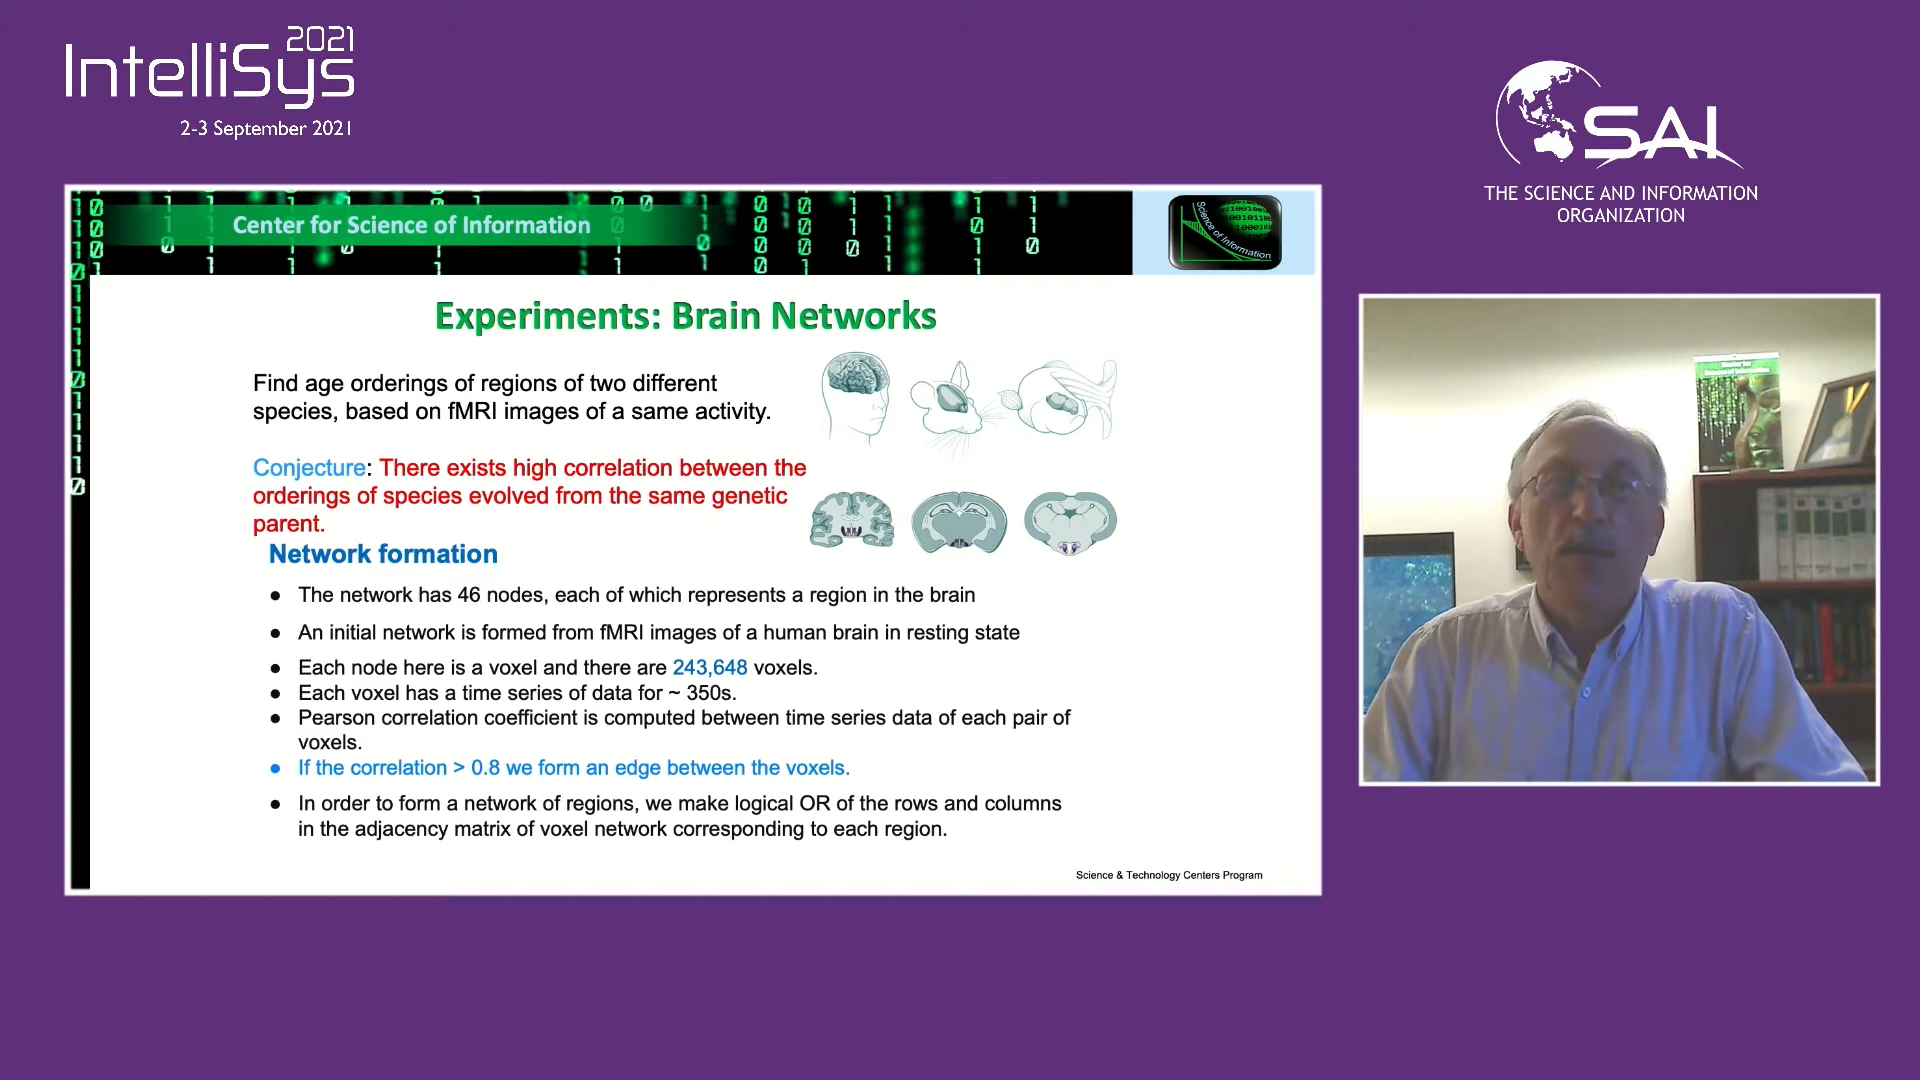 2021
IntelliSys
2-3 September 2021
SAI
THE SCIENCE AND INFORMATION
ORGANIZATION
Center for Science of Information
Science of Information
Experiments: Brain Networks
Find age orderings of regions of two different
species, based on fMRI images of a same activity.
Conjecture: There exists high correlation between the
orderings of species evolved from the same genetic
parent.
Network formation
● The network has 46 nodes, each of which represents a region in the brain
● An initial network is formed from fMRI images of a human brain in resting state
● Each node here is a voxel and there are 243,648 voxels.
● Each voxel has a time series of data for ~ 350s.
● Pearson correlation coefficient is computed between time series data of each pair of
voxels.
● If the correlation > 0.8 we form an edge between the voxels.
● In order to form a network of regions, we make logical OR of the rows and columns
in the adjacency matrix of voxel network corresponding to each region.
Science & Technology Centers Program